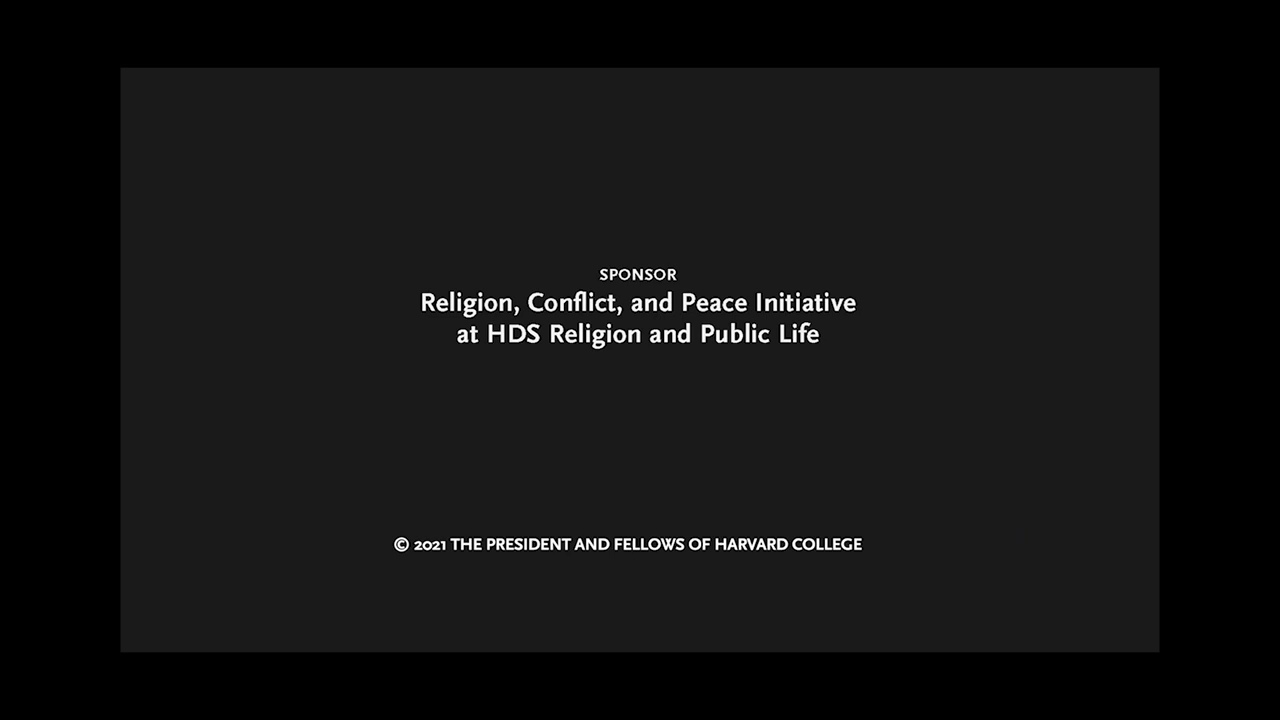 SPONSOR
Religion, Conflict, and Peace Initiative
at HDS Religion and Public Life
© 2021 THE PRESIDENT AND FELLOWS OF HARVARD COLLEGE